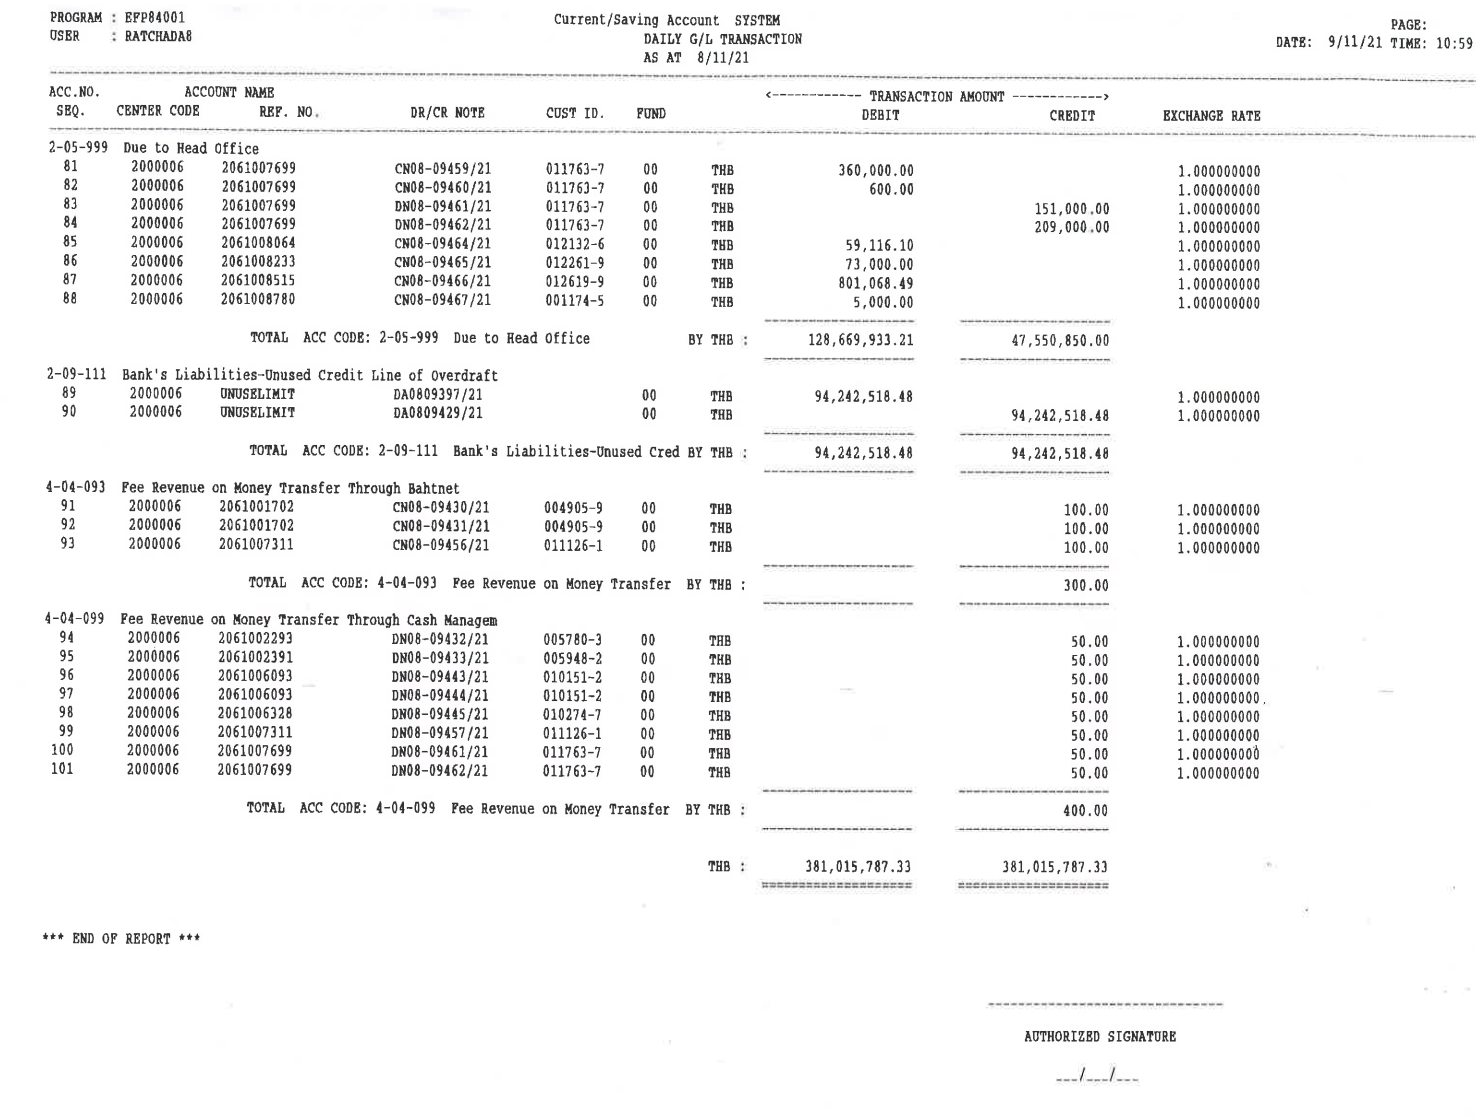 PROGRAM : EFP84001 Current/Saving Account SYSTEM PAGE:
USER : RATCHADA8 DAILY G/L TRANSACTION DATE: 9/11/21 TIME: 10:59
AS AT 8/11/21
ACC.NO. ACCOUNT NAME <------------ TRANSACTION AMOUNT ------------>
SEQ. CENTER CODE REF. NO. DR/CR NOTE CUST ID. FUND DEBIT CREDIT EXCHANGE RATE
2-05-999 Due to Head Office
81 2000006 2061007699 CN08-09459/21 011763-7 00 THB 360,000.00 1.000000000
82 2000006 2061007699 CN08-09460/21 011763-7 00 THB 600.00 1.000000000
83 2000006 2061007699 DN08-09461/21 011763-7 00 THB 151,000.00 1.000000000
84 2000006 2061007699 DN08-09462/21 011763-7 00 THB 209,000.00 1.000000000
85 2000006 2061008064 CN08-09464/21 012132-6 00 THB 59,116.10 1.000000000
86 2000006 2061008233 CN08-09465/21 012261-9 00 THB 73,000.00 1.000000000
87 2000006 2061008515 CN08-09466/21 012619-9 00 THB 801,068.49 1.000000000
88 2000006 2061008780 CN08-09467/21 001174-5 00 THB 5,000.00 1.000000000
TOTAL ACC CODE: 2-05-999 Due to Head Office BY THB : 128,669,933.21 47,550,850.00
2-09-111 Bank's Liabilities-Unused Credit Line of Overdraft
89 2000006 UNUSELIMIT DA0809397/21 00 THB 94,242,518.48 1.000000000
90 2000006 UNUSELIMIT DA0809429/21 00 THB 94,242,518.48 1.000000000
TOTAL ACC CODE: 2-09-111 Bank's Liabilities-Unused Cred BY THB : 94,242,518.48 94,242,518.48
4-04-093 Fee Revenue on Money Transfer Through Bahtnet
91 2000006 2061001702 CN08-09430/21 004905-9 00 THB 100.00 1.000000000
92 2000006 2061001702 CN08-09431/21 004905-9 00 THB 100.00 1.000000000
93 2000006 2061007311 CN08-09456/21 011126-1 00 THB 100.00 1.000000000
TOTAL ACC CODE: 4-04-093 Fee Revenue on Money Transfer BY THB : 300.00
4-04-099 Fee Revenue on Money Transfer Through Cash Managem
94 2000006 2061002293 DN08-09432/21 005780-3 00 THB 50.00 1.000000000
95 2000006 2061002391 DN08-09433/21 005948-2 00 THB 50.00 1.000000000
96 2000006 2061006093 DN08-09443/21 010151-2 00 THB 50.00 1.000000000
97 2000006 2061006093 DN08-09444/21 010151-2 00 THB 50.00 1.000000000
98 2000006 2061006328 DN08-09445/21 010274-7 00 THB 50.00 1.000000000
99 2000006 2061007311 DN08-09457/21 011126-1 00 THB 50.00 1.000000000
100 2000006 2061007699 DN08-09461/21 011763-7 00 THB 50.00 1.000000000
101 2000006 2061007699 DN08-09462/21 011763-7 00 THB 50.00 1.000000000
TOTAL ACC CODE: 4-04-099 Fee Revenue on Money Transfer BY THB : 400.00
THB : 381,015,787.33 381,015,787.33
*** END OF REPORT ***
AUTHORIZED SIGNATURE
___/___/___